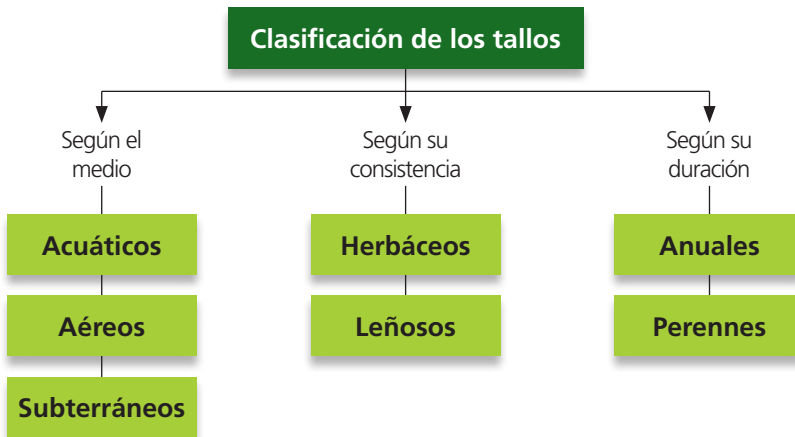 Clasificación de los tallos
Según el
medio
Acuáticos
Aéreos
Subterráneos
Según su
consistencia
Herbáceos
Leñosos
Según su
duración
Anuales
Perennes